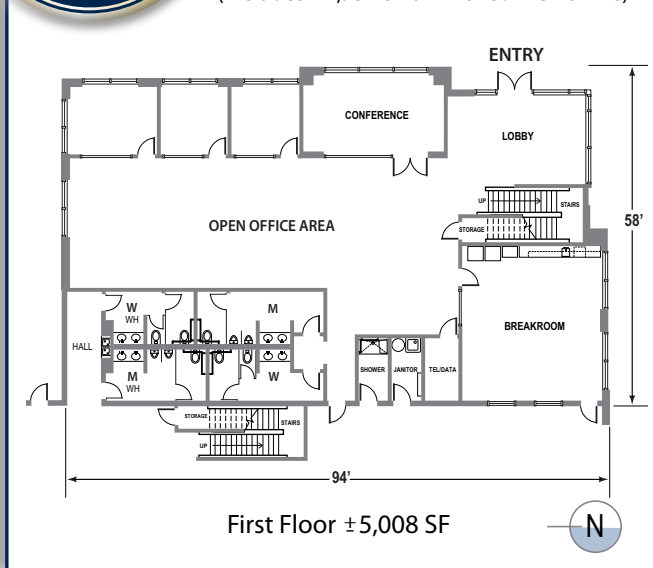 ENTRY
CONFERENCE
LOBBY
UP
STAIRS
STORAGE
58'
OPEN OFFICE AREA
W
WH
M
HALL
BREAKROOM
M
WH
W
SHOWER
JANITOR
TEL/DATA
STORAGE
STAIRS
UP
94'
First Floor ±5,008 SF
N